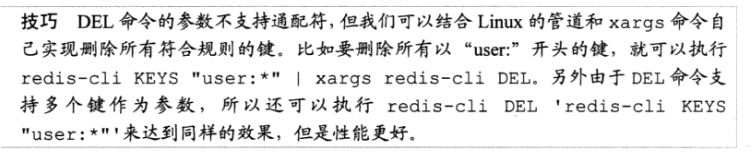 技巧 DEL 命令的参数不支持通配符,但我们可以结合 Linux 的管道和 xargs 命令自
己实现删除所有符合规则的键。比如要删除所有以“user:”开头的键,就可以执行
redis-cli KEYS "user:*" | xargs redis-cli DEL。另外由于 DEL 命令支
持多个键作为参数,所以还可以执行 redis-cli DEL 'redis-cli KEYS
"user:*"'来达到同样的效果,但是性能更好。